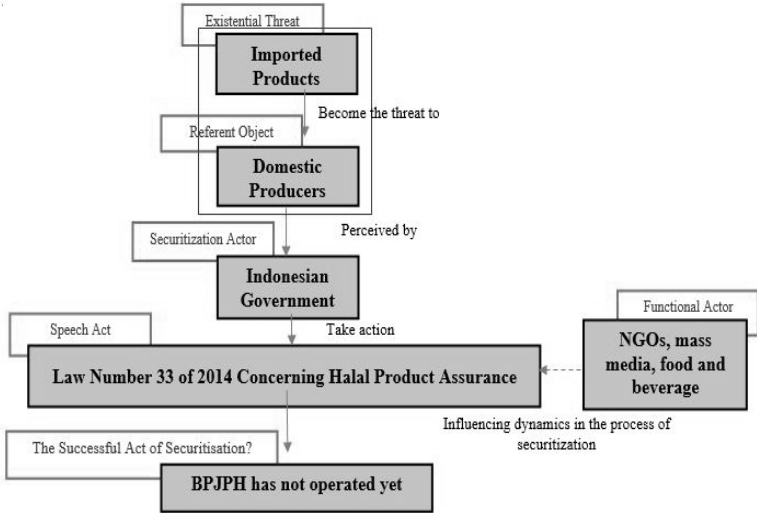 Existential Threat
Imported
Products
Become the threat to
Referent Object
Domestic
Producers
Perceived by
Securitization Actor
Indonesian
Government
Functional Actor
Take action
Speech Act
NGOs, mass
media, food and
beverage
Law Number 33 of 2014 Concerning Halal Product Assurance
Influencing dynamics in the process of
securitization
The Successful Act of Securitisation?
BPJPH has not operated yet